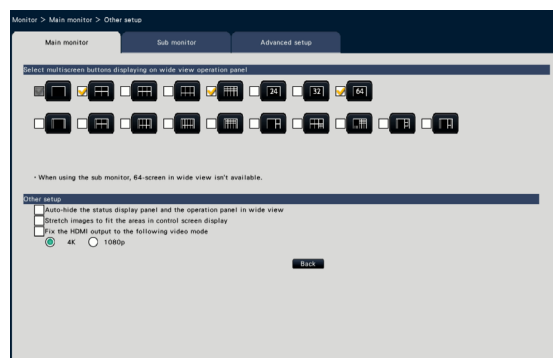 Monitor > Main monitor > Other setup
Main monitor Sub monitor Advanced setup
Select multiscreen buttons displaying on wide view operation panel
24 32 64
• When using the sub monitor, 64-screen in wide view isn't available.
Other setup
Auto-hide the status display panel and the operation panel in wide view
Stretch images to fit the areas in control screen display
Fix the HDMI output to the following video mode
4K 1080p
Back